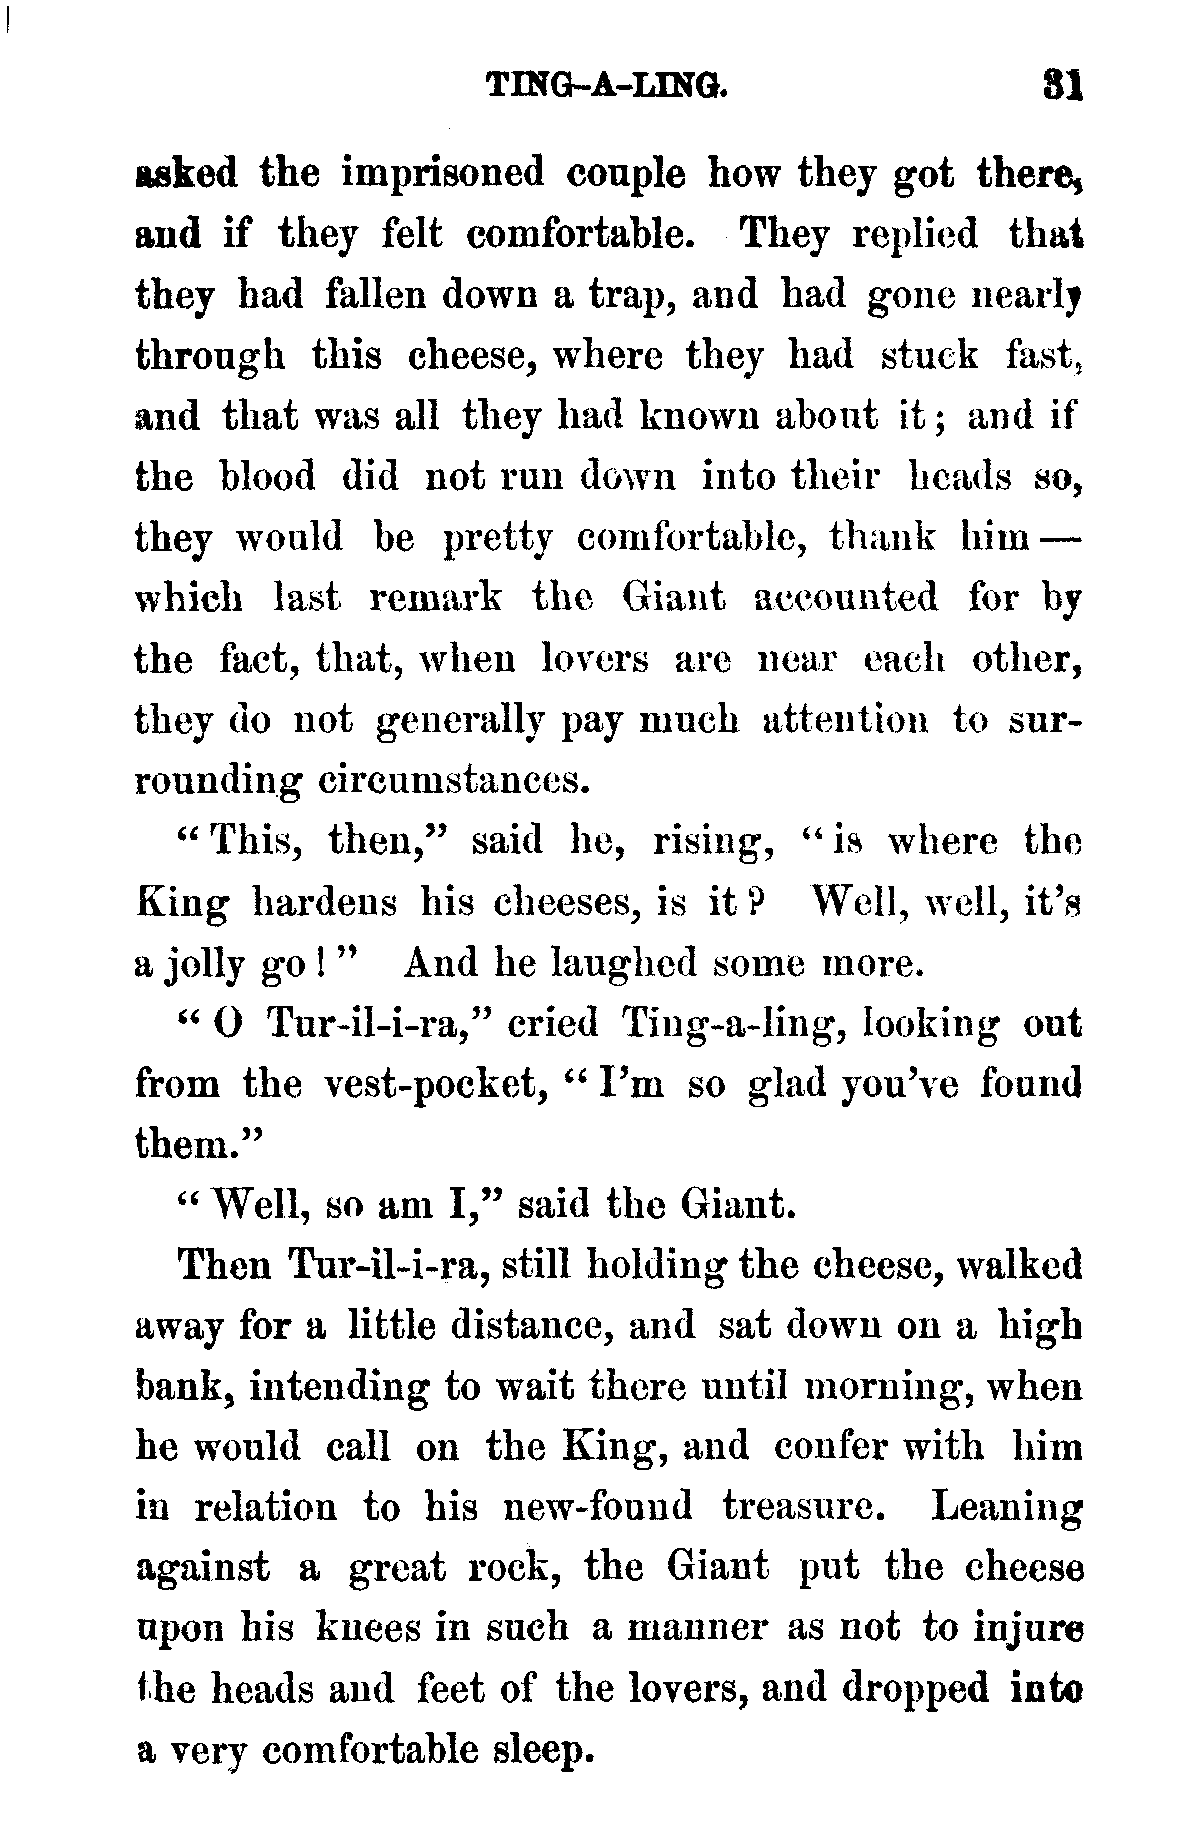 TING-A-LING. 31
asked the imprisoned couple how they got there,
and if they felt comfortable. They replied that
they had fallen down a trap, and had gone nearly
through this cheese, where they had stuck fast,
and that was all they had known about it; and if
the blood did not run down into their heads so,
they would be pretty comfortable, thank him —
which last remark the Giant accounted for by
the fact, that, when lovers are near each other,
they do not generally pay much attention to sur-
rounding circumstances.
“This, then,” said he, rising, “is where the
King hardens his cheeses, is it? Well, well, it’s
a jolly go!” And he laughed some more.
“O Tur-il-i-ra,” cried Ting-a-ling, looking out
from the vest-pocket, “I’m so glad you’ve found
them.”
“Well, so am I,” said the Giant.
Then Tur-il-i-ra, still holding the cheese, walked
away for a little distance, and sat down on a high
bank, intending to wait there until morning, when
he would call on the King, and confer with him
in relation to his new-found treasure. Leaning
against a great rock, the Giant put the cheese
upon his knees in such a manner as not to injure
the heads and feet of the lovers, and dropped into
a very comfortable sleep.